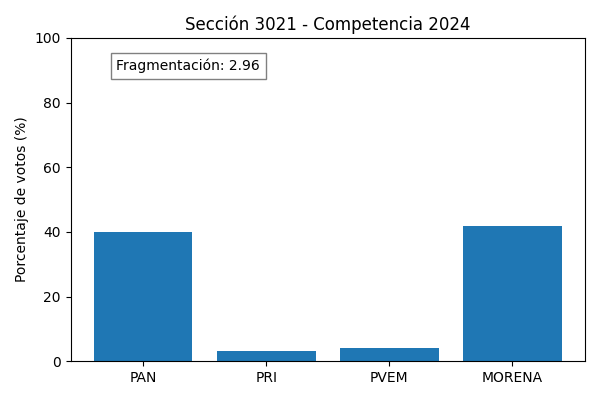 Sección 3021 - Competencia 2024
Fragmentación: 2.96
Porcentaje de votos (%)
100
80
60
40
20
0
PAN PRI PVEM MORENA